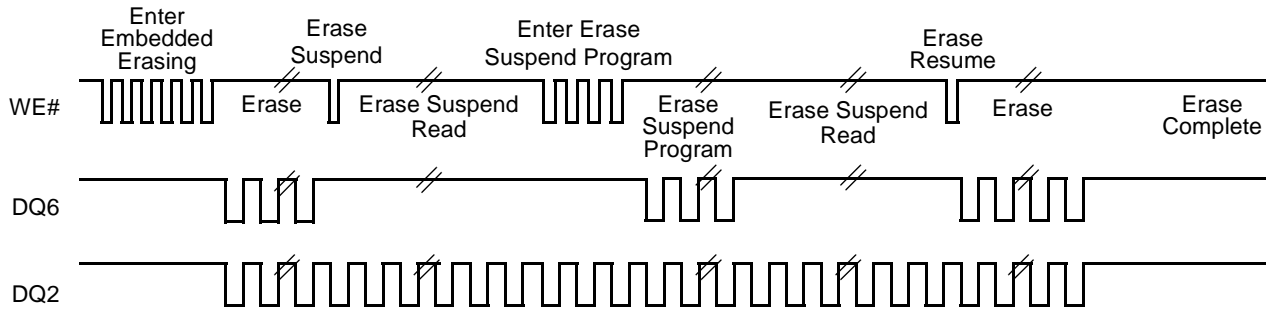 Enter
Embedded
Erasing
Erase
Suspend
Enter Erase
Suspend Program
Erase
Resume
WE#
Erase
Erase Suspend
Read
Erase
Suspend
Program
Erase Suspend
Read
Erase
Erase
Complete
DQ6
DQ2